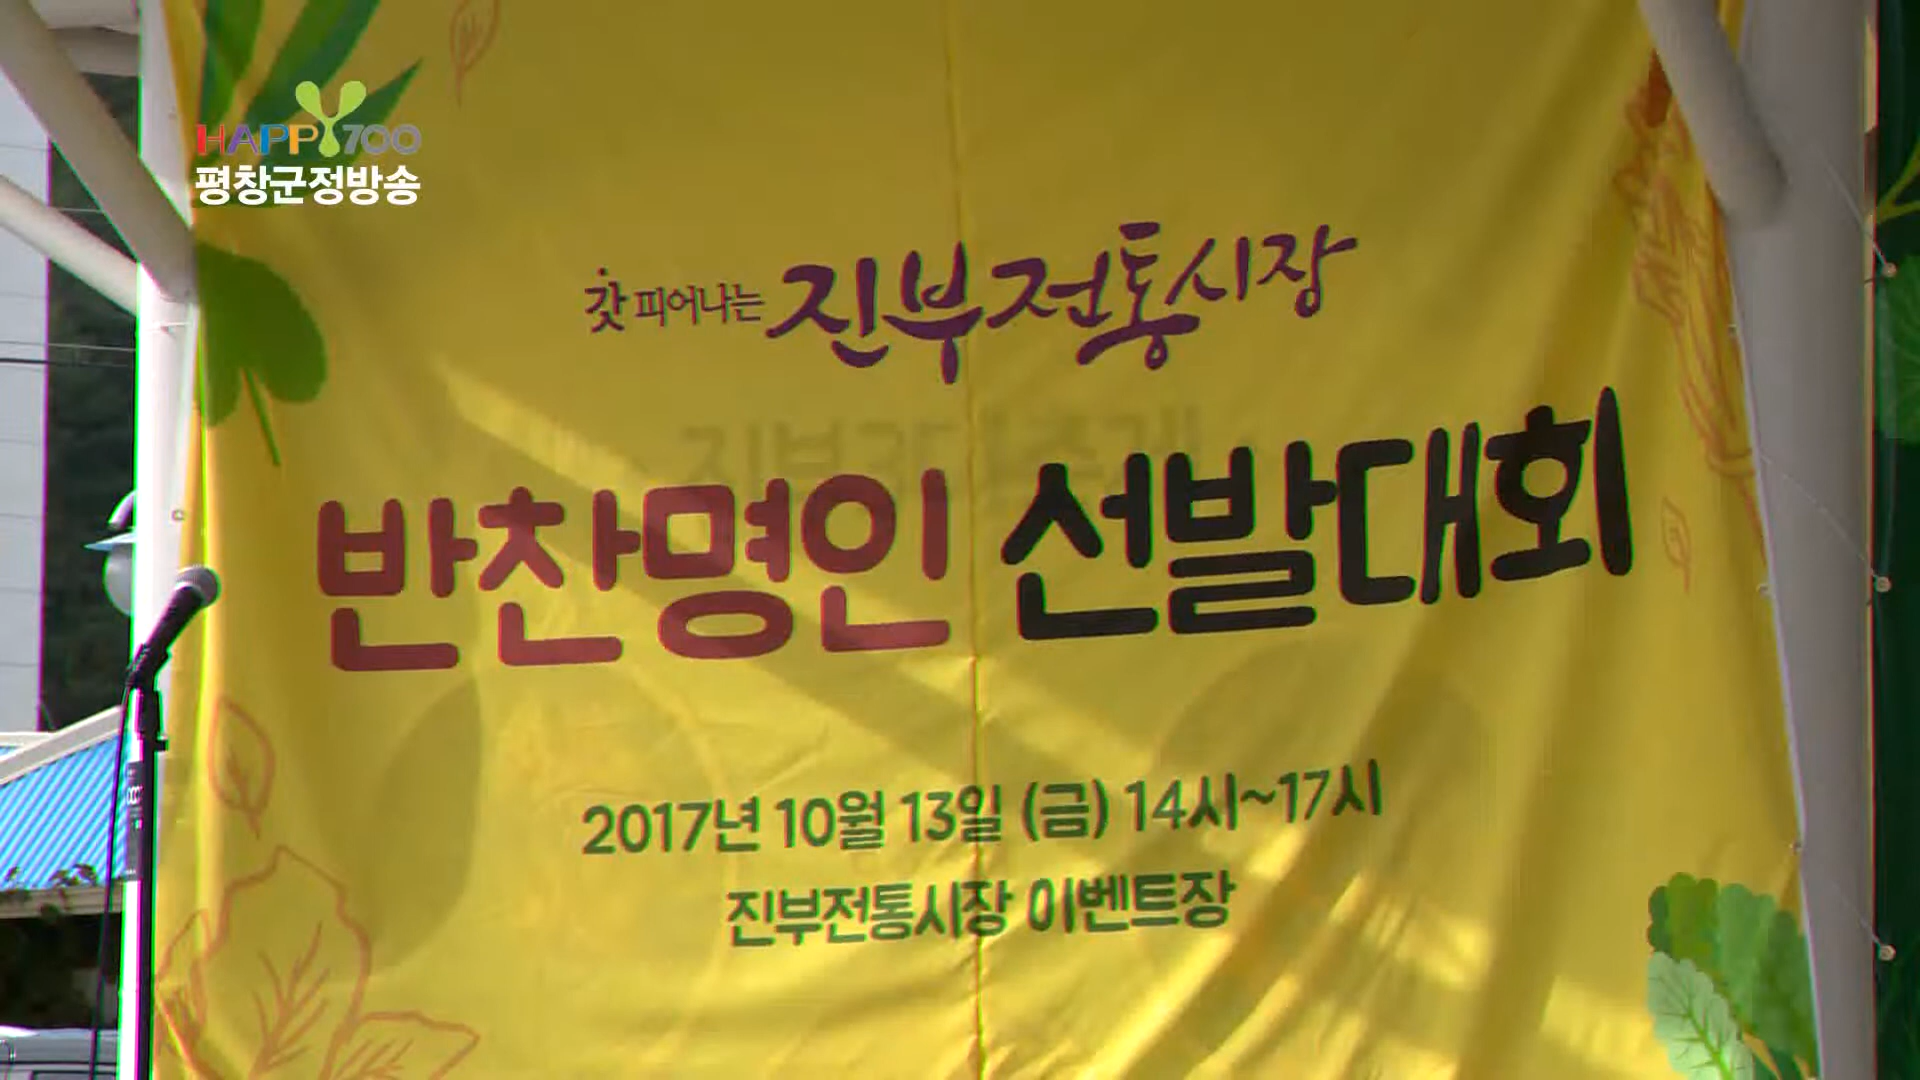 HAPPY700
평창군정방송
갓 피어나는 진부전통시장
반찬명인 선발대회
2017년 10월 13일 (금) 14시~17시
진부전통시장 이벤트장